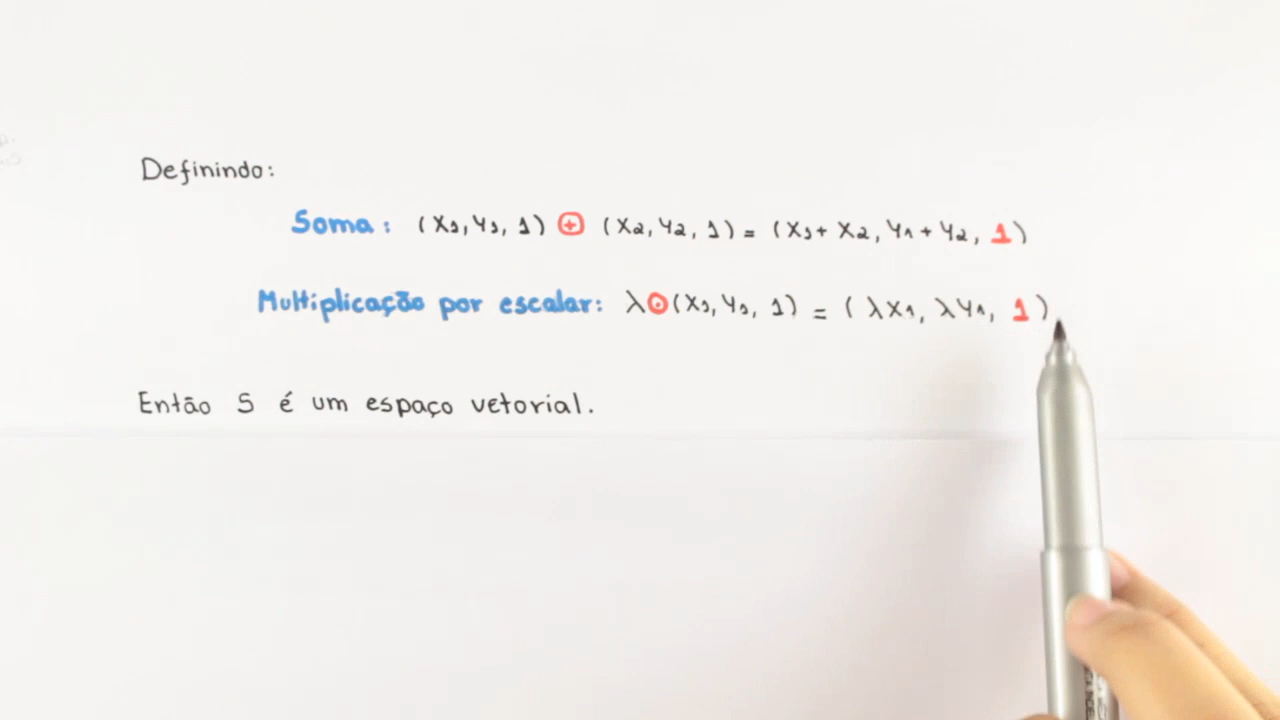 Definindo:
Soma: (x₁, y₁, 1) ⊕ (x₂, y₂, 1) = (x₁ + x₂, y₁ + y₂, 1)
Multiplicação por escalar: λ⊙(x₁, y₁, 1) = (λx₁, λy₁, 1)
Então S é um espaço vetorial.